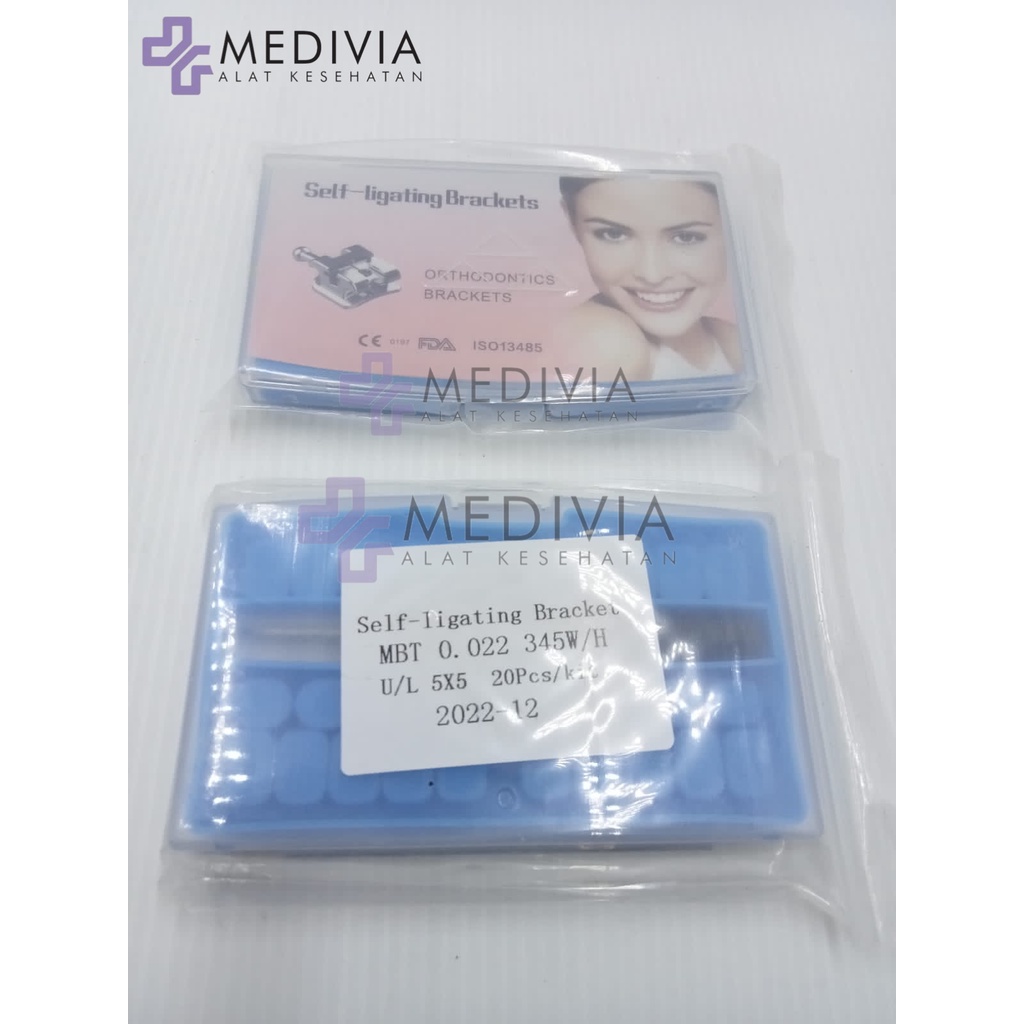 MEDIVIA
ALAT KESEHATAN
Self-ligating Brackets
ORTHODONTICS
BRACKETS
CE 0197 FDA ISO13485
MEDIVIA
ALAT KESEHATAN
MEDIVIA
ALAT KESEHATAN
Self-ligating Bracket
MBT 0.022 345W/H
U/L 5X5 20Pcs/kit
2022-12